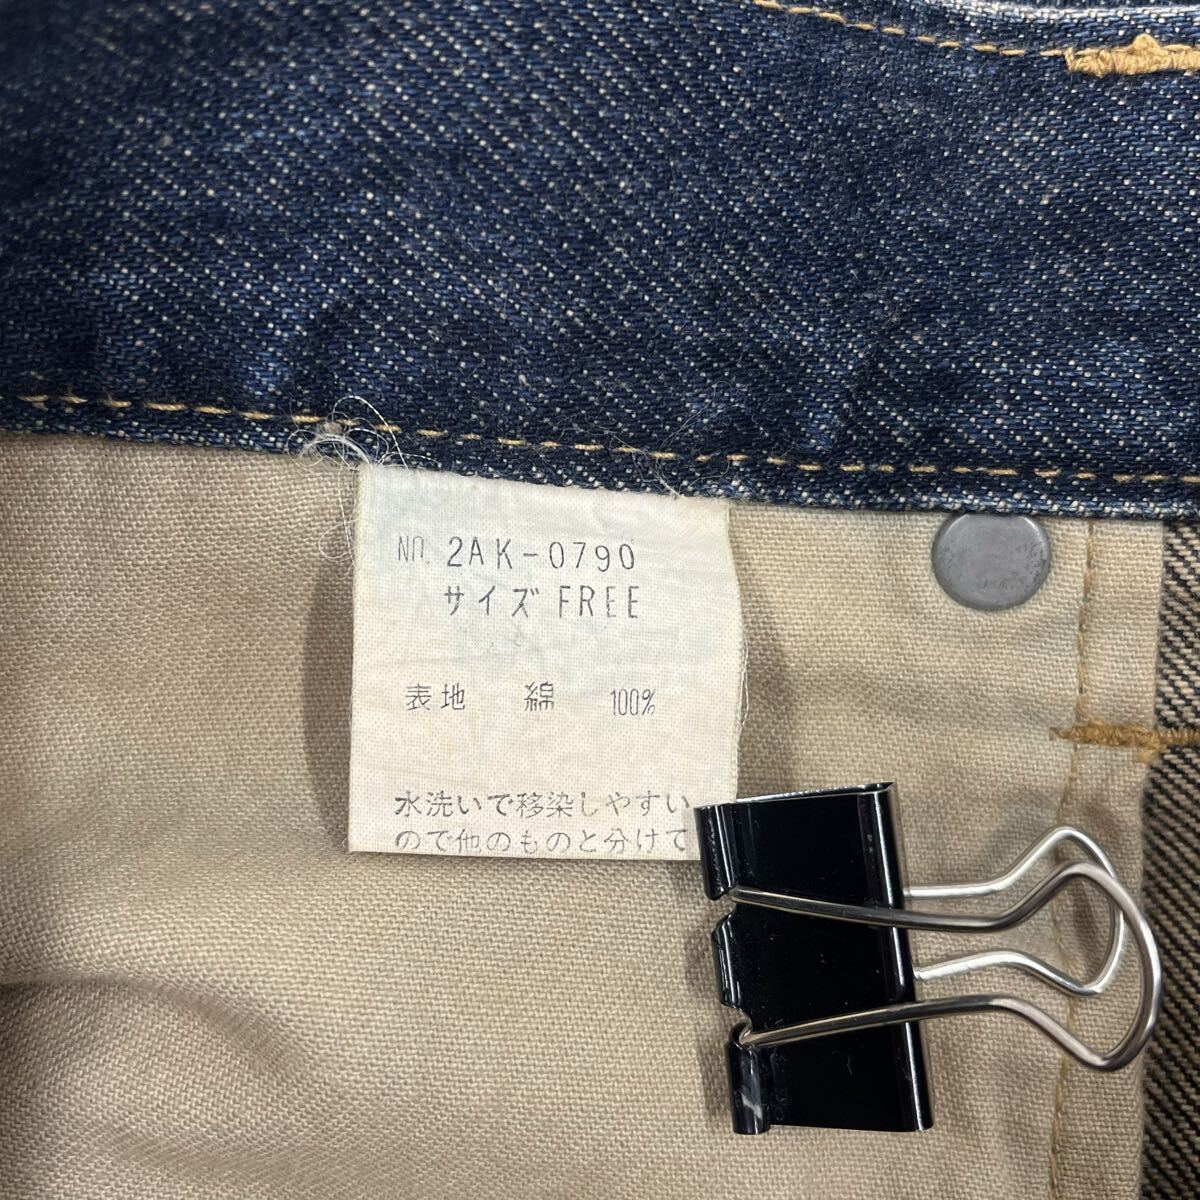 NO. 2AK-0790
サイズ FREE
表地 綿 100%
水洗いで移染しやすい
ので他のものと分けて